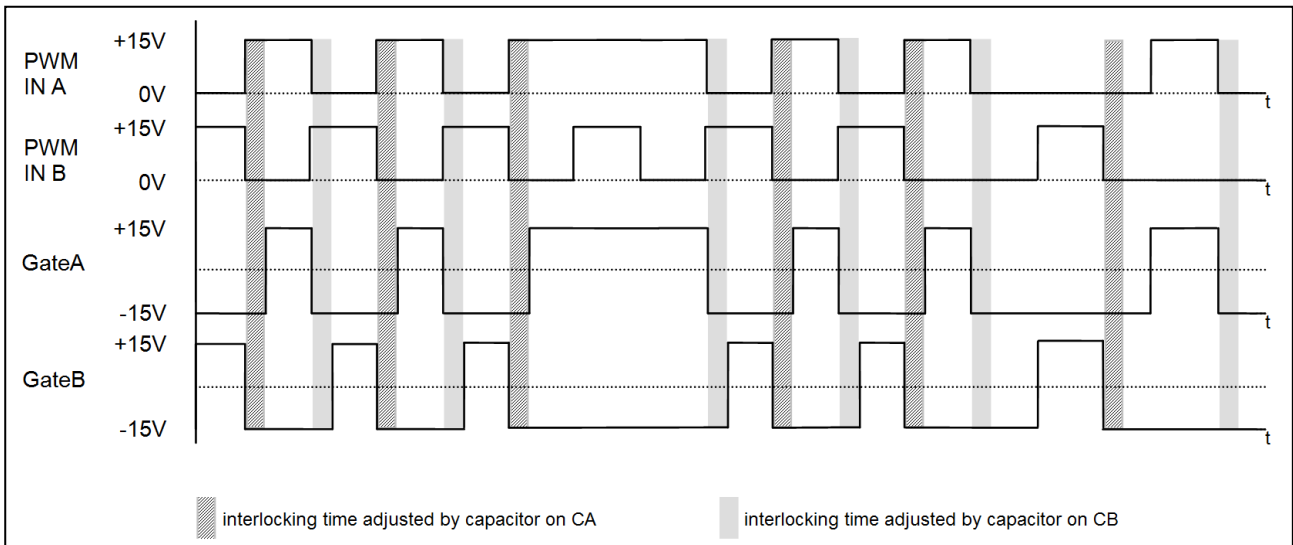 +15V
PWM
IN A
0V
t
+15V
PWM
IN B
0V
t
+15V
GateA
-15V
t
+15V
GateB
-15V
t
interlocking time adjusted by capacitor on CA
interlocking time adjusted by capacitor on CB